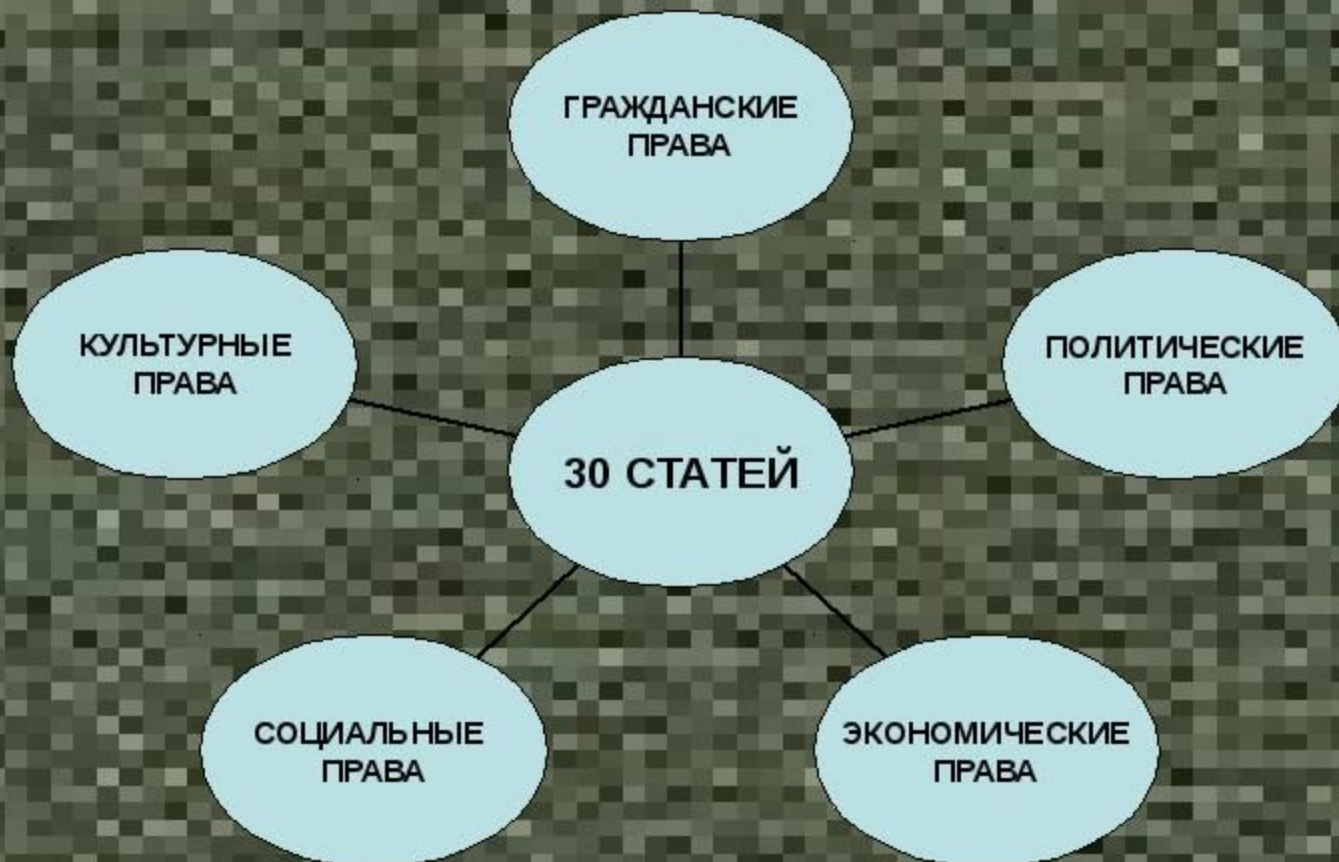 ГРАЖДАНСКИЕ
ПРАВА
КУЛЬТУРНЫЕ
ПРАВА
ПОЛИТИЧЕСКИЕ
ПРАВА
30 СТАТЕЙ
СОЦИАЛЬНЫЕ
ПРАВА
ЭКОНОМИЧЕСКИЕ
ПРАВА